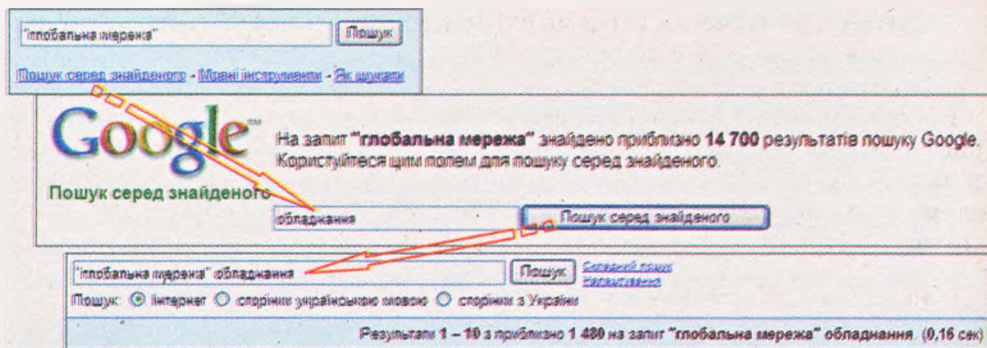 "глобальна мережа" Пошук
Пошук серед знайденого - Мовні інструменти - Як шукати
Google™
На запит "глобальна мережа" знайдено приблизно 14 700 результатів пошуку Google.
Користуйтеся цим полем для пошуку серед знайденого.
Пошук серед знайденого
обладнання Пошук серед знайденого
"глобальна мережа" обладнання Пошук Складний пошук
Налаштування
Пошук: Інтернет сторінки українською мовою сторінки з України
Результати 1 – 10 з приблизно 1 480 на запит "глобальна мережа" обладнання. (0,16 сек)